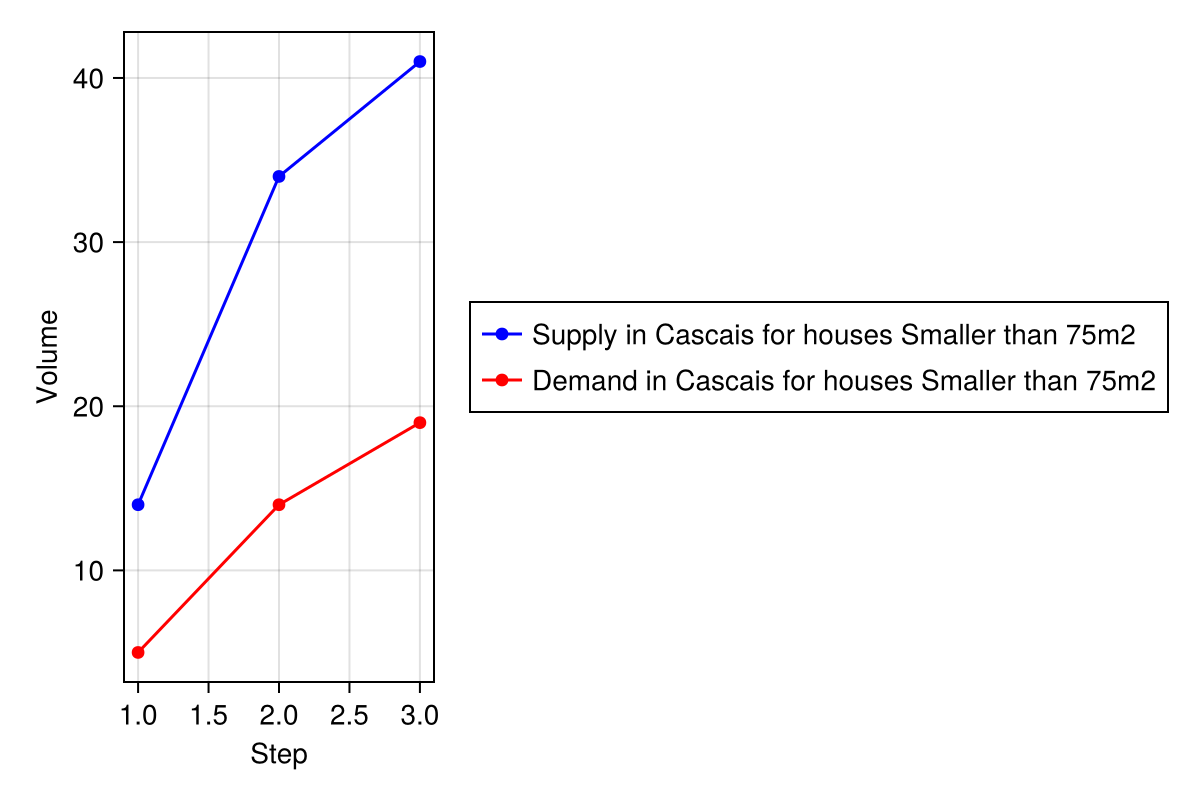 40
30
20
10
Volume
1.0 1.5 2.0 2.5 3.0
Step
Supply in Cascais for houses Smaller than 75m2
Demand in Cascais for houses Smaller than 75m2